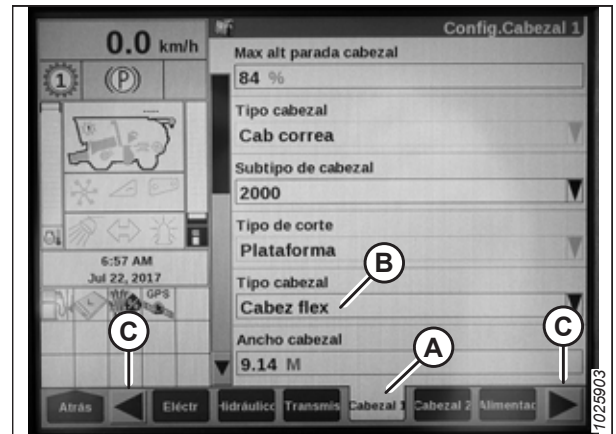 0.0 km/h
1
(P)
6:57 AM
Jul 22, 2017
GPS
Config.Cabezal 1
Max alt parada cabezal
84 %
Tipo cabezal
Cab correa
Subtipo de cabezal
2000
Tipo de corte
Plataforma
Tipo cabezal
Cabez flex
Ancho cabezal
9.14 M
B
A
C
C
Atrás
Eléctr
Hidráulico
Transmis
Cabezal 1
Cabezal 2
Alimentac
1025903